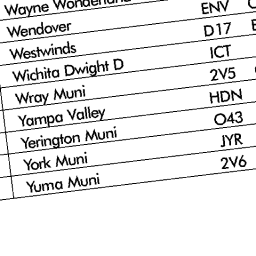 Wayne Wonderland ENV
Wendover D17
Westwinds ICT
Wichita Dwight D 2V5
Wray Muni HDN
Yampa Valley O43
Yerington Muni JYR
York Muni 2V6
Yuma Muni